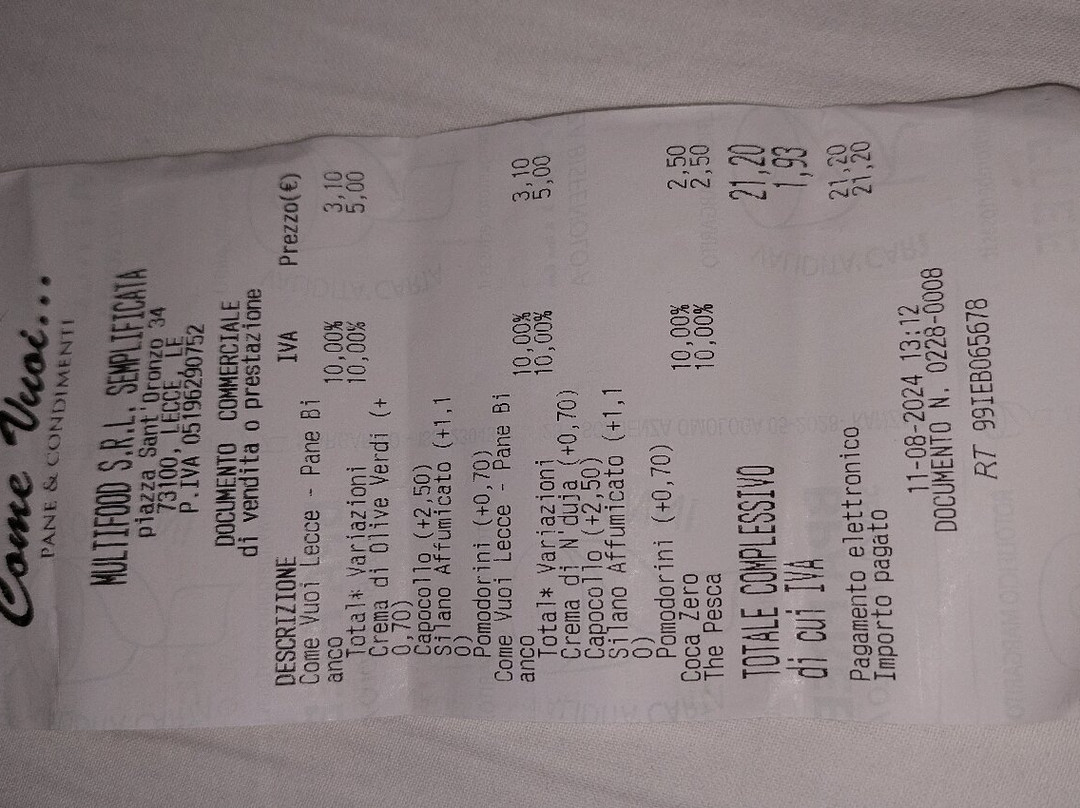 Come Vuoi...
PANE & CONDIMENTI
MULTIFOOD S.R.L. SEMPLIFICATA
piazza Sant'Oronzo 34
73100, LECCE, LE
P.IVA 05196290752
DOCUMENTO COMMERCIALE
di vendita o prestazione
DESCRIZIONE IVA Prezzo(€)
Come Vuoi Lecce - Pane Bi 10,00% 3,10
anco
Total* Variazioni 10,00% 5,00
Crema di Olive Verdi (+
0,70)
Capocollo (+2,50)
Silano Affumicato (+1,1
0)
Pomodorini (+0,70)
Come Vuoi Lecce - Pane Bi 10,00% 3,10
anco
Total* Variazioni 10,00% 5,00
Crema di N'duja (+0,70)
Capocollo (+2,50)
Silano Affumicato (+1,1
0)
Pomodorini (+0,70)
Coca Zero 10,00% 2,50
The Pesca 10,00% 2,50
TOTALE COMPLESSIVO 21,20
di cui IVA 1,93
Pagamento elettronico 21,20
Importo pagato 21,20
11-08-2024 13:12
DOCUMENTO N. 0228-0008
RT 99IEB065678